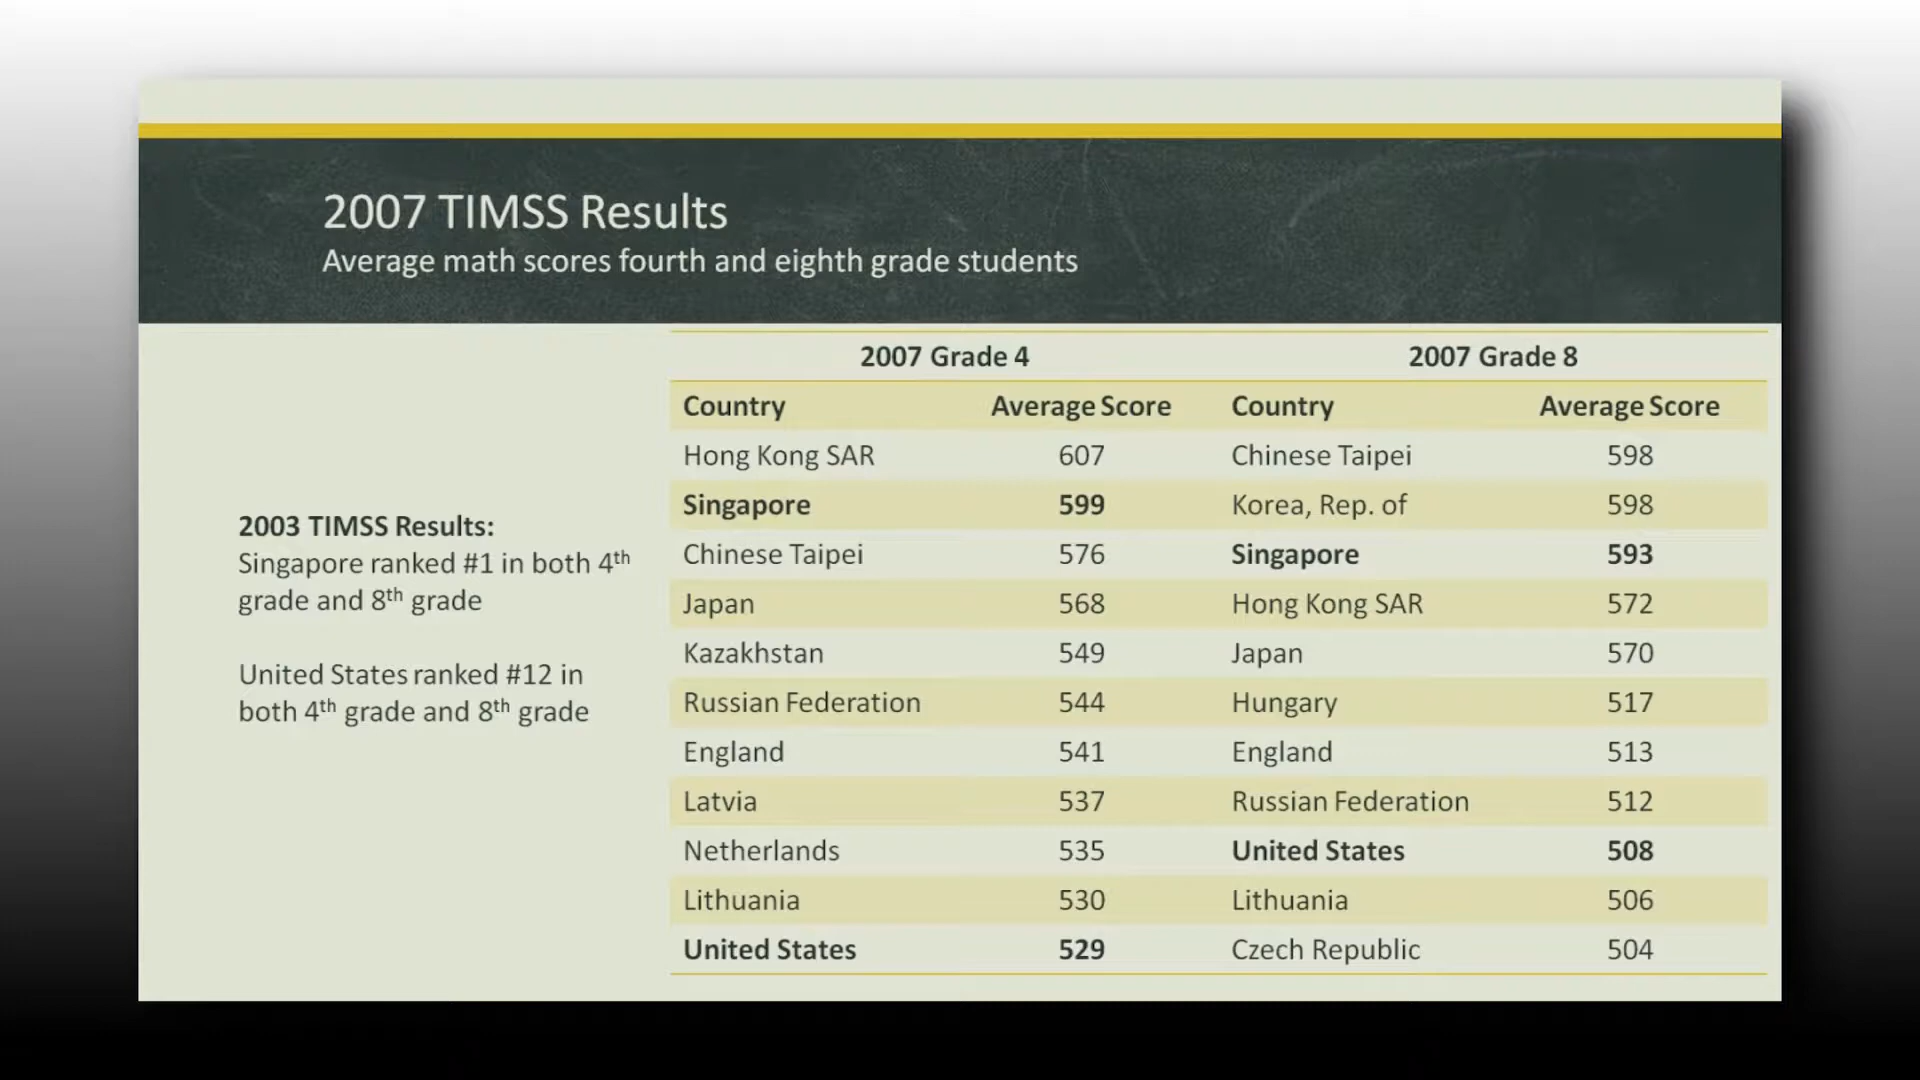 2007 TIMSS Results
Average math scores fourth and eighth grade students
2003 TIMSS Results:
Singapore ranked #1 in both 4th
grade and 8th grade
United States ranked #12 in
both 4th grade and 8th grade
2007 Grade 4 2007 Grade 8
Country Average Score Country Average Score
Hong Kong SAR 607 Chinese Taipei 598
Singapore 599 Korea, Rep. of 598
Chinese Taipei 576 Singapore 593
Japan 568 Hong Kong SAR 572
Kazakhstan 549 Japan 570
Russian Federation 544 Hungary 517
England 541 England 513
Latvia 537 Russian Federation 512
Netherlands 535 United States 508
Lithuania 530 Lithuania 506
United States 529 Czech Republic 504